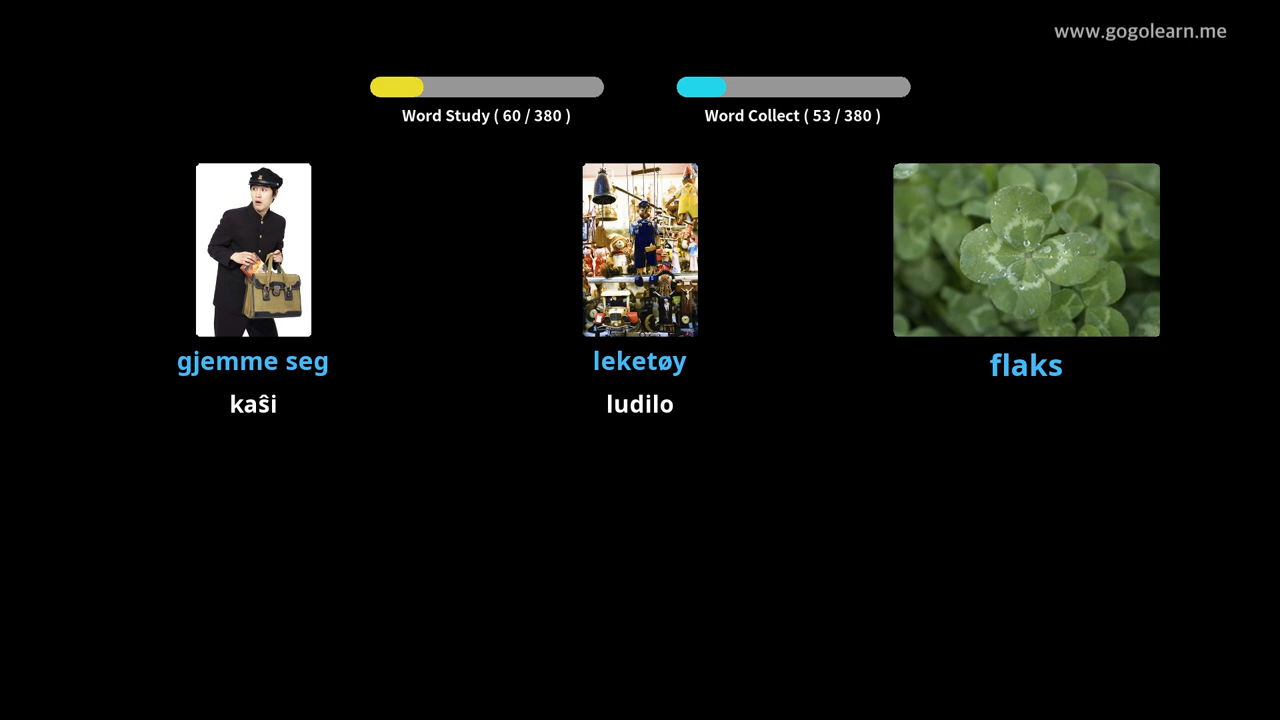 www.gogolearn.me
Word Study ( 60 / 380 )
Word Collect ( 53 / 380 )
gjemme seg
kaŝi
leketøy
ludilo
flaks